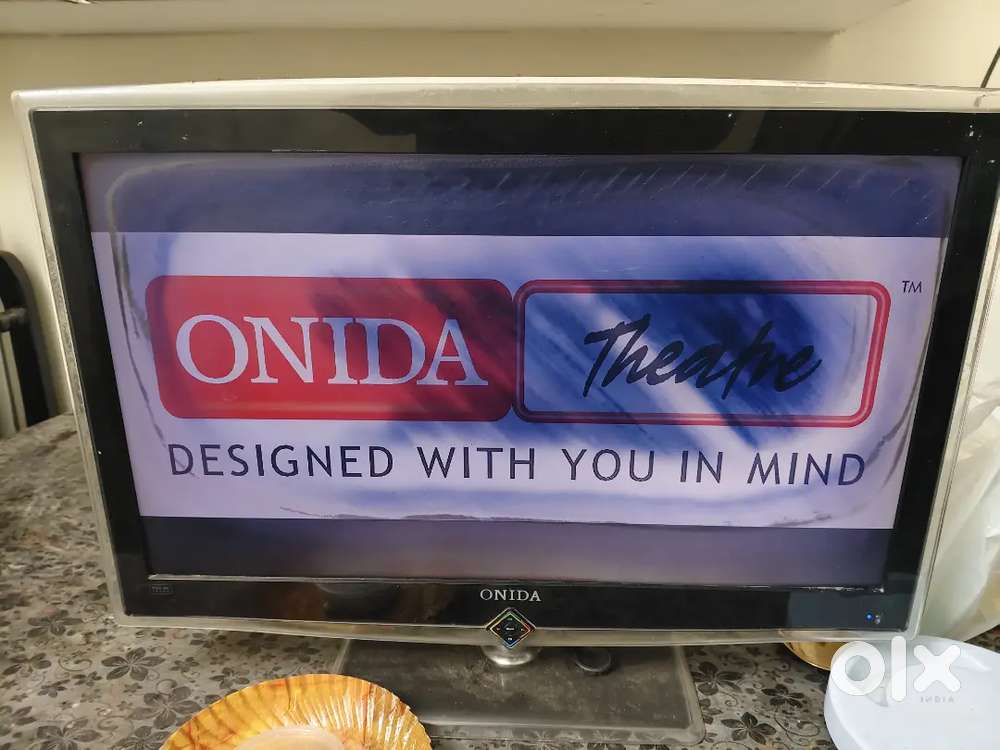 ONIDA Theatre TM
DESIGNED WITH YOU IN MIND
ONIDA
olx
INDIA